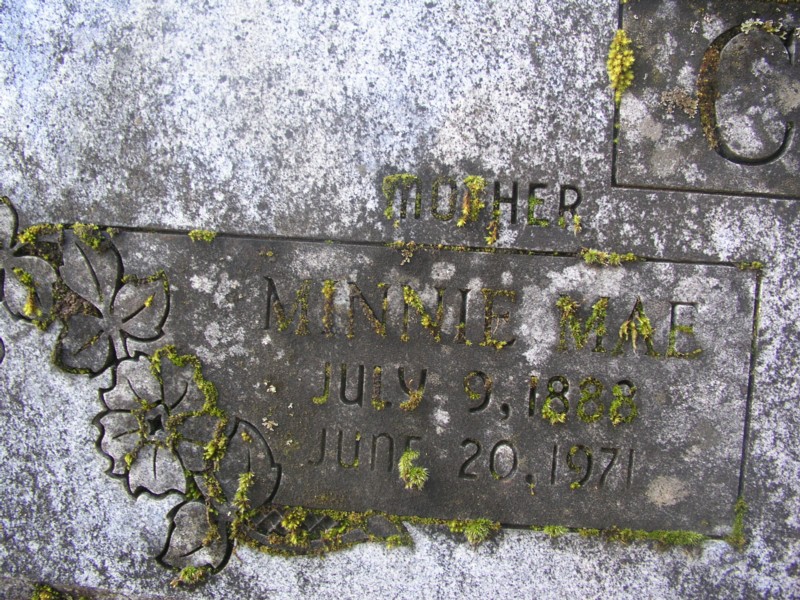 C
MOTHER
MINNIE MAE
JULY 9, 1888
JUNE 20, 1971